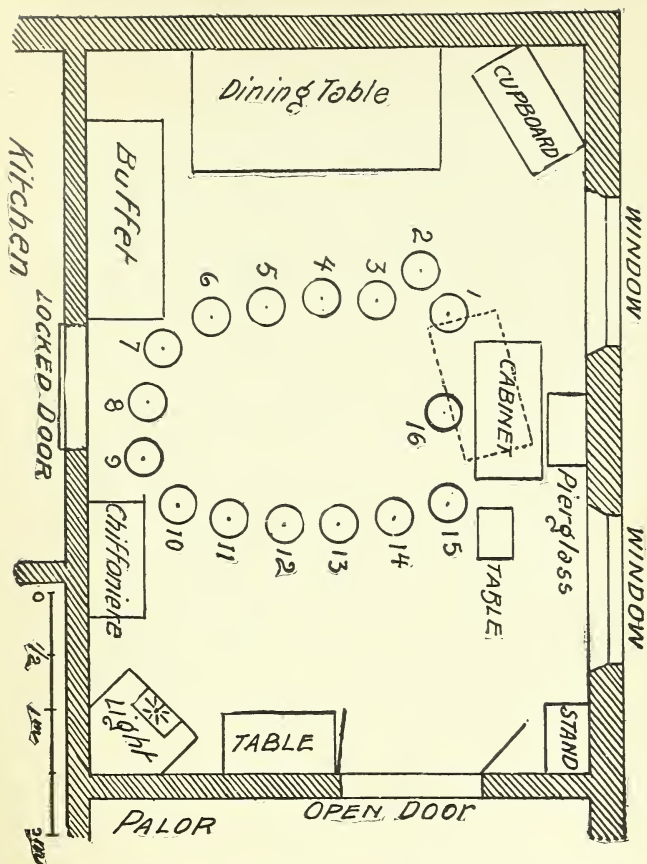 Dining Table
CUPBOARD
WINDOW
Buffet
Kitchen
LOCKED-DOOR
2
1
3
4
5
6
7
8
9
10
11
12
13
14
15
16
CABINET
Pierglass
TABLE
WINDOW
Chiffoniere
Light
TABLE
STAND
OPEN DOOR
PALOR
0
1/2
1m
2m